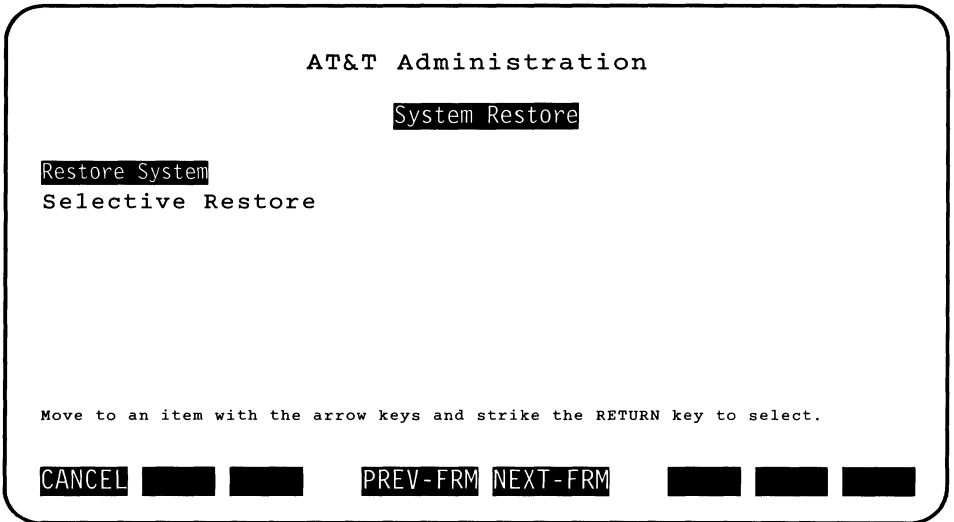 AT&T Administration
System Restore
Restore System
Selective Restore
Move to an item with the arrow keys and strike the RETURN key to select.
CANCEL PREV-FRM NEXT-FRM